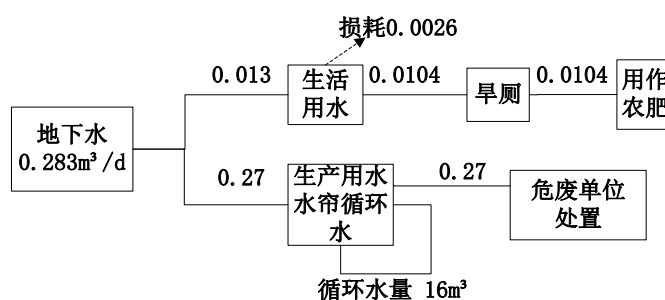 损耗0.0026
0.013
生活
用水
0.0104
旱厕
0.0104
用作
农肥
地下水
0.283m³/d
0.27
生产用水
水帘循环
水
0.27
危废单位
处置
循环水量 16m³